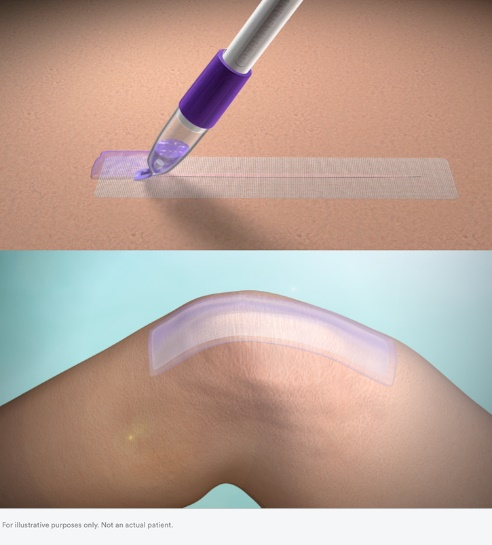 For illustrative purposes only. Not an actual patient.